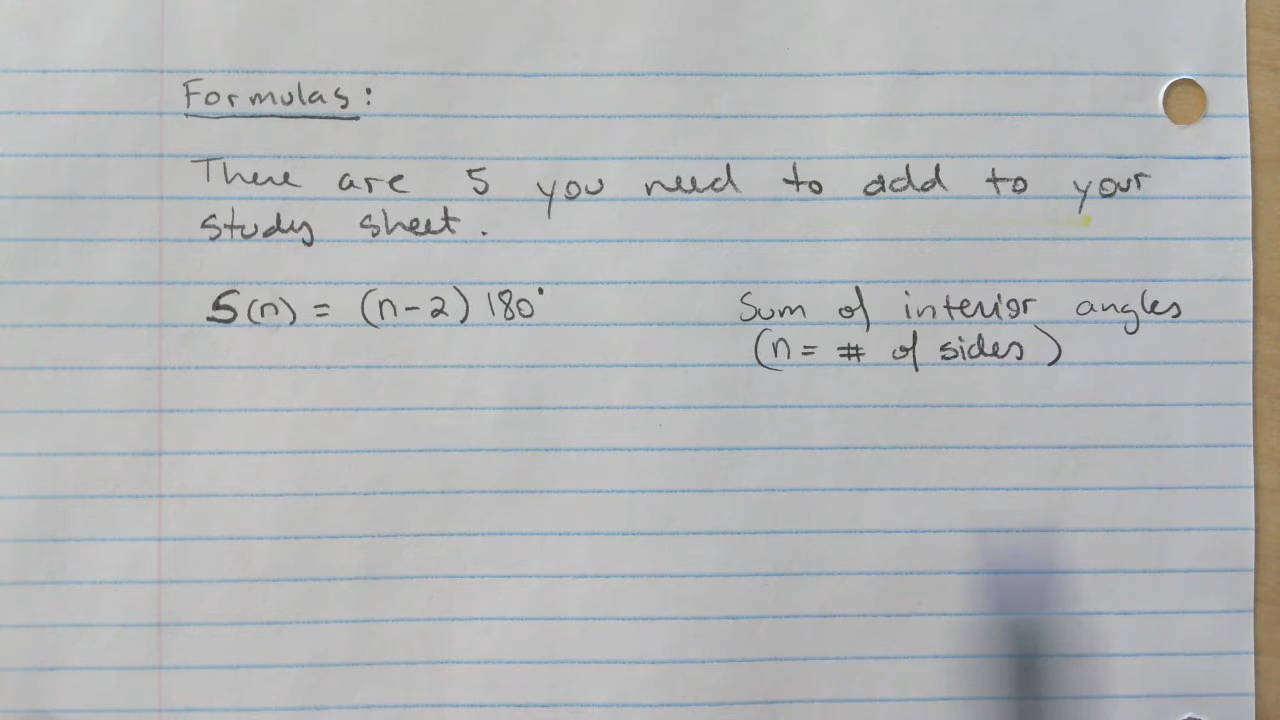 Formulas:
There are 5 you need to add to your
study sheet.
S(n) = (n-2) 180° Sum of interior angles
(n = # of sides)